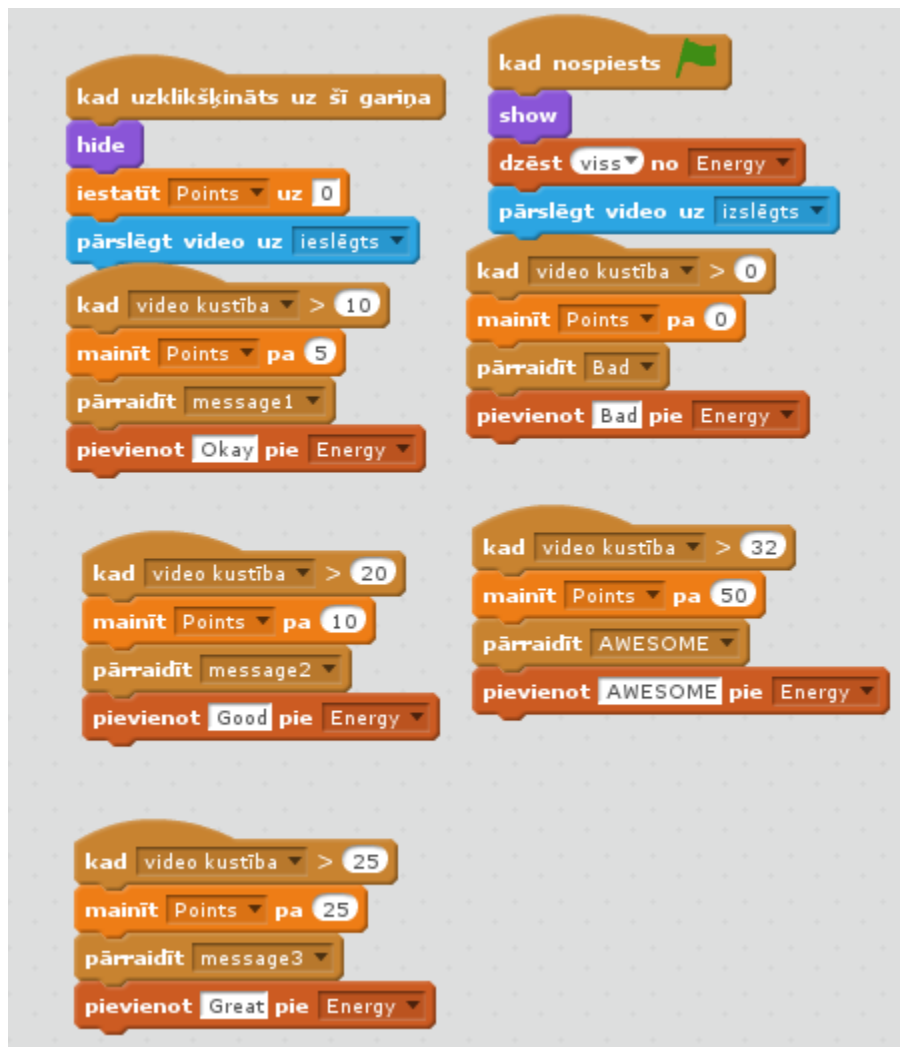 kad uzklikšķināts uz šī gariņa
hide
iestatīt Points uz 0
pārslēgt video uz ieslēgts
kad video kustība > 10
mainīt Points pa 5
pārraidīt message1
pievienot Okay pie Energy
kad video kustība > 20
mainīt Points pa 10
pārraidīt message2
pievienot Good pie Energy
kad video kustība > 25
mainīt Points pa 25
pārraidīt message3
pievienot Great pie Energy
kad nospiests
show
dzēst viss no Energy
pārslēgt video uz izslēgts
kad video kustība > 0
mainīt Points pa 0
pārraidīt Bad
pievienot Bad pie Energy
kad video kustība > 32
mainīt Points pa 50
pārraidīt AWESOME
pievienot AWESOME pie Energy